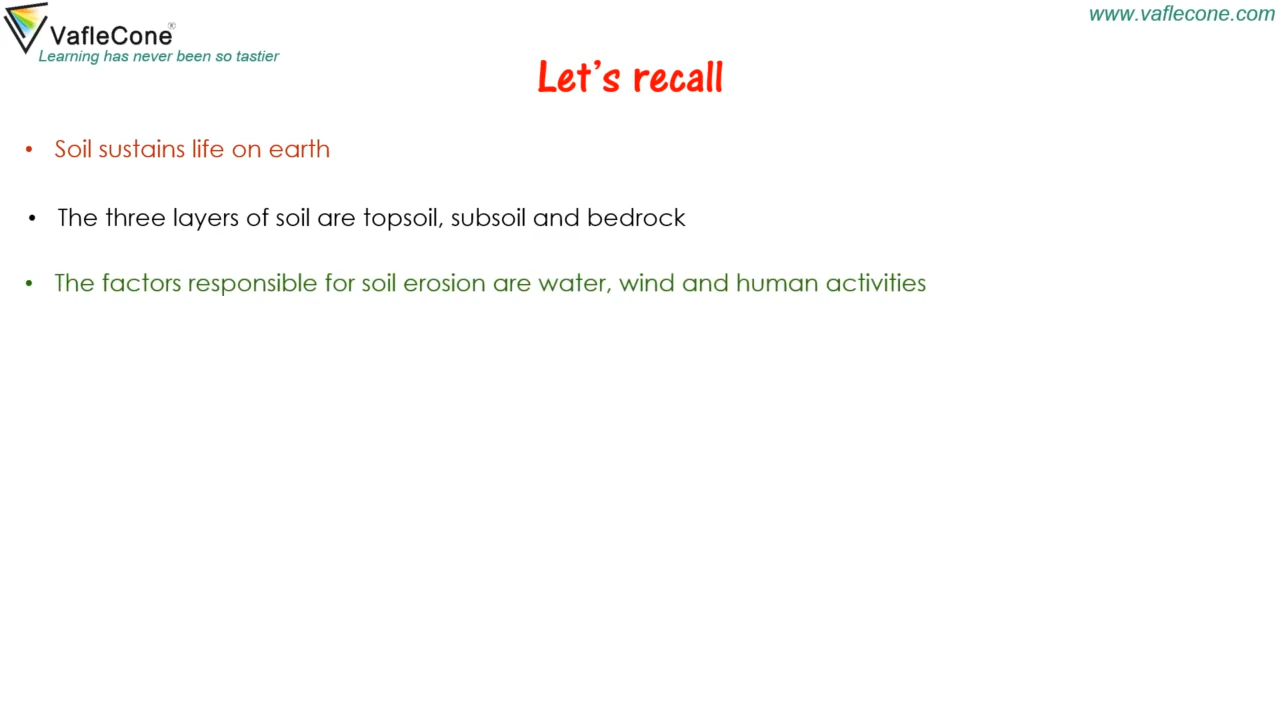 VafleCone®
Learning has never been so tastier
www.vaflecone.com
Let's recall
• Soil sustains life on earth
• The three layers of soil are topsoil, subsoil and bedrock
• The factors responsible for soil erosion are water, wind and human activities